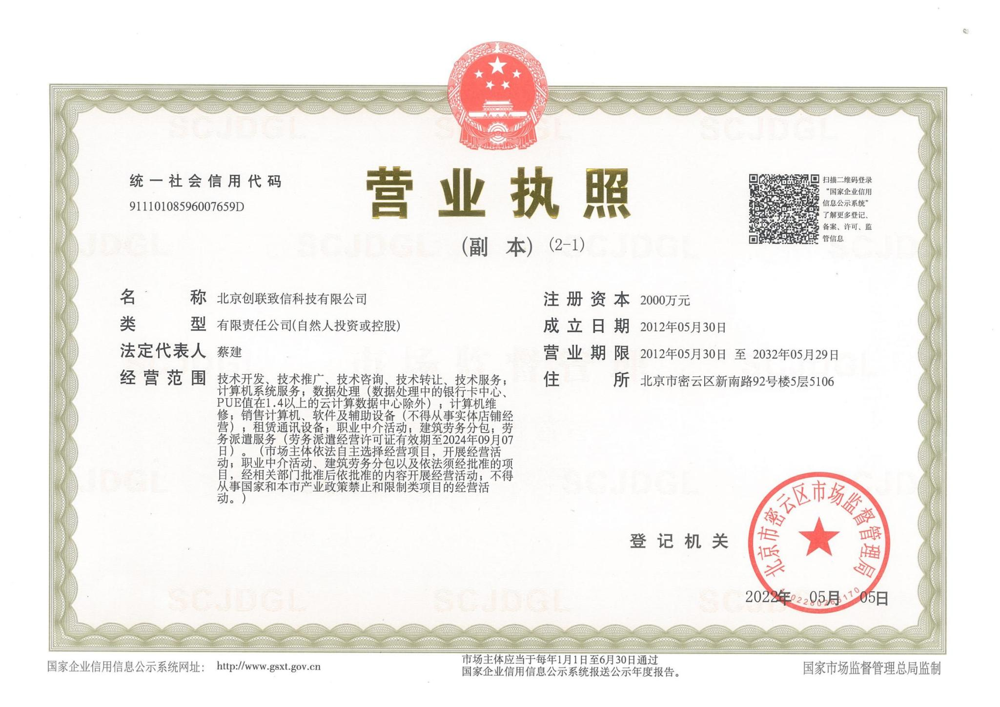 统一社会信用代码
91110108596007659D
营业执照
(副 本) (2-1)
扫描二维码登录
“国家企业信用
信息公示系统”
了解更多登记、
备案、许可、监
管信息
名 称 北京创联致信科技有限公司
类 型 有限责任公司(自然人投资或控股)
法定代表人 蔡建
经营范围 技术开发、技术推广、技术咨询、技术转让、技术服务；
计算机系统服务；数据处理（数据处理中的银行卡中心、
PUE值在1.4以上的云计算数据中心除外）；计算机维
修；销售计算机、软件及辅助设备（不得从事实体店铺经
营）；租赁通讯设备；职业中介活动；建筑劳务分包；劳
务派遣服务（劳务派遣经营许可证有效期至2024年09月07
日）。（市场主体依法自主选择经营项目，开展经营活
动；职业中介活动、建筑劳务分包以及依法须经批准的项
目，经相关部门批准后依批准的内容开展经营活动；不得
从事国家和本市产业政策禁止和限制类项目的经营活
动。）
注册资本 2000万元
成立日期 2012年05月30日
营业期限 2012年05月30日 至 2032年05月29日
住 所 北京市密云区新南路92号楼5层5106
登记机关
北京市密云区市场监督管理局
2022年 05月 05日
国家企业信用信息公示系统网址： http://www.gsxt.gov.cn
市场主体应当于每年1月1日至6月30日通过
国家企业信用信息公示系统报送公示年度报告。
国家市场监督管理总局监制
SCJDGL